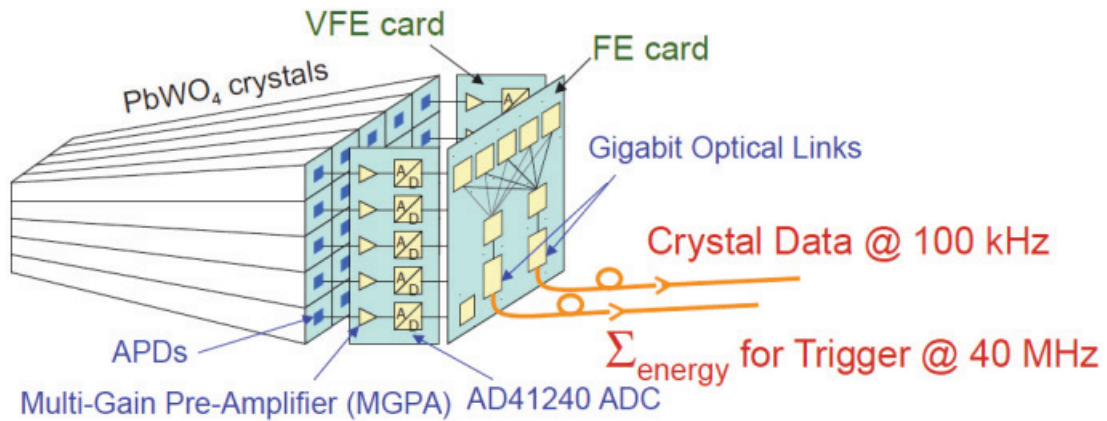 VFE card
FE card
PbWO₄ crystals
A/D
Gigabit Optical Links
A/D
A/D
A/D
Crystal Data @ 100 kHz
A/D
A/D
APDs
Σenergy for Trigger @ 40 MHz
Multi-Gain Pre-Amplifier (MGPA)
AD41240 ADC